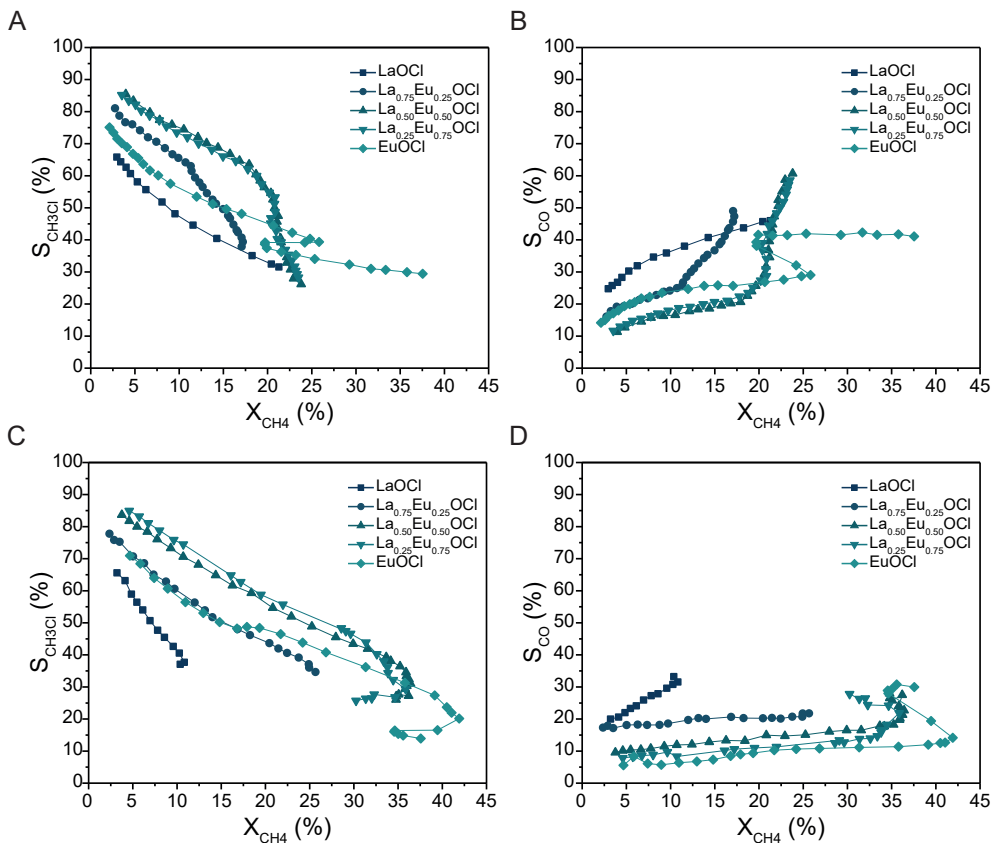 A
B
100
90
80
70
60
50
40
30
20
10
0
S_CH3Cl (%)
LaOCl
La0.75Eu0.25OCl
La0.50Eu0.50OCl
La0.25Eu0.75OCl
EuOCl
0 5 10 15 20 25 30 35 40 45
X_CH4 (%)
100
90
80
70
60
50
40
30
20
10
0
S_CO (%)
LaOCl
La0.75Eu0.25OCl
La0.50Eu0.50OCl
La0.25Eu0.75OCl
EuOCl
0 5 10 15 20 25 30 35 40 45
X_CH4 (%)
C
D
100
90
80
70
60
50
40
30
20
10
0
S_CH3Cl (%)
LaOCl
La0.75Eu0.25OCl
La0.50Eu0.50OCl
La0.25Eu0.75OCl
EuOCl
0 5 10 15 20 25 30 35 40 45
X_CH4 (%)
100
90
80
70
60
50
40
30
20
10
0
S_CO (%)
LaOCl
La0.75Eu0.25OCl
La0.50Eu0.50OCl
La0.25Eu0.75OCl
EuOCl
0 5 10 15 20 25 30 35 40 45
X_CH4 (%)